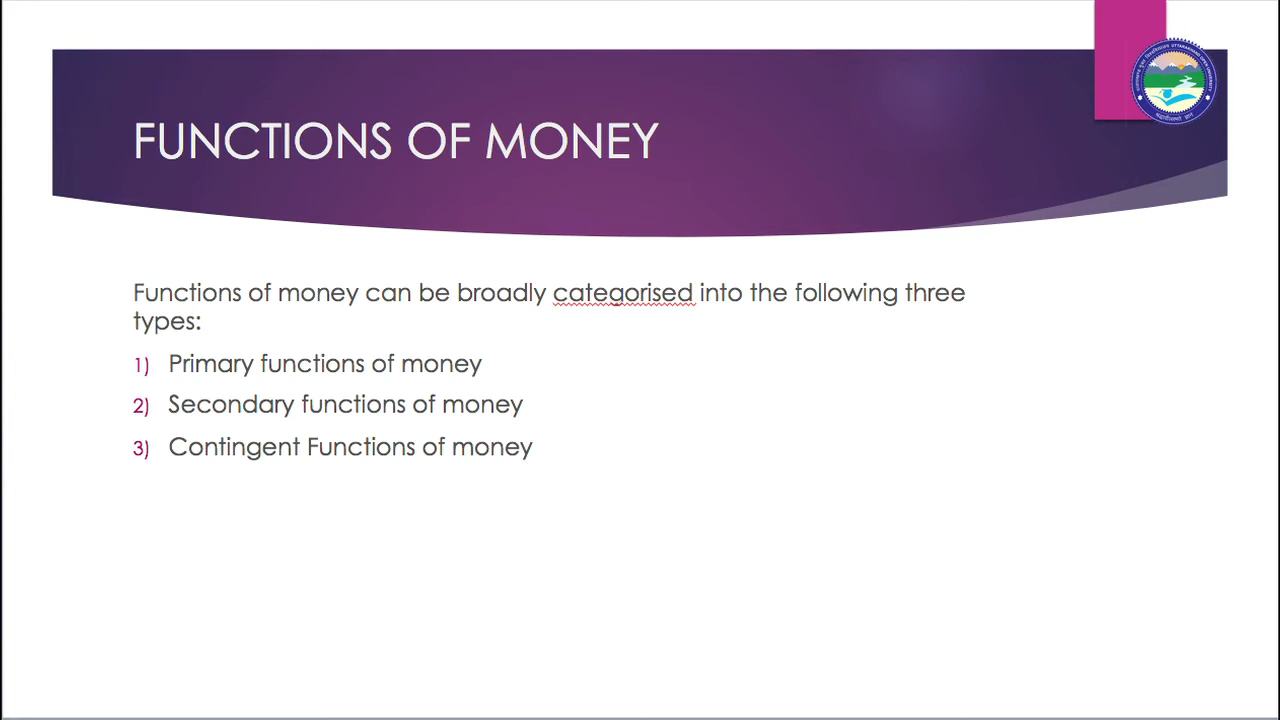 FUNCTIONS OF MONEY
Functions of money can be broadly categorised into the following three
types:
1) Primary functions of money
2) Secondary functions of money
3) Contingent Functions of money